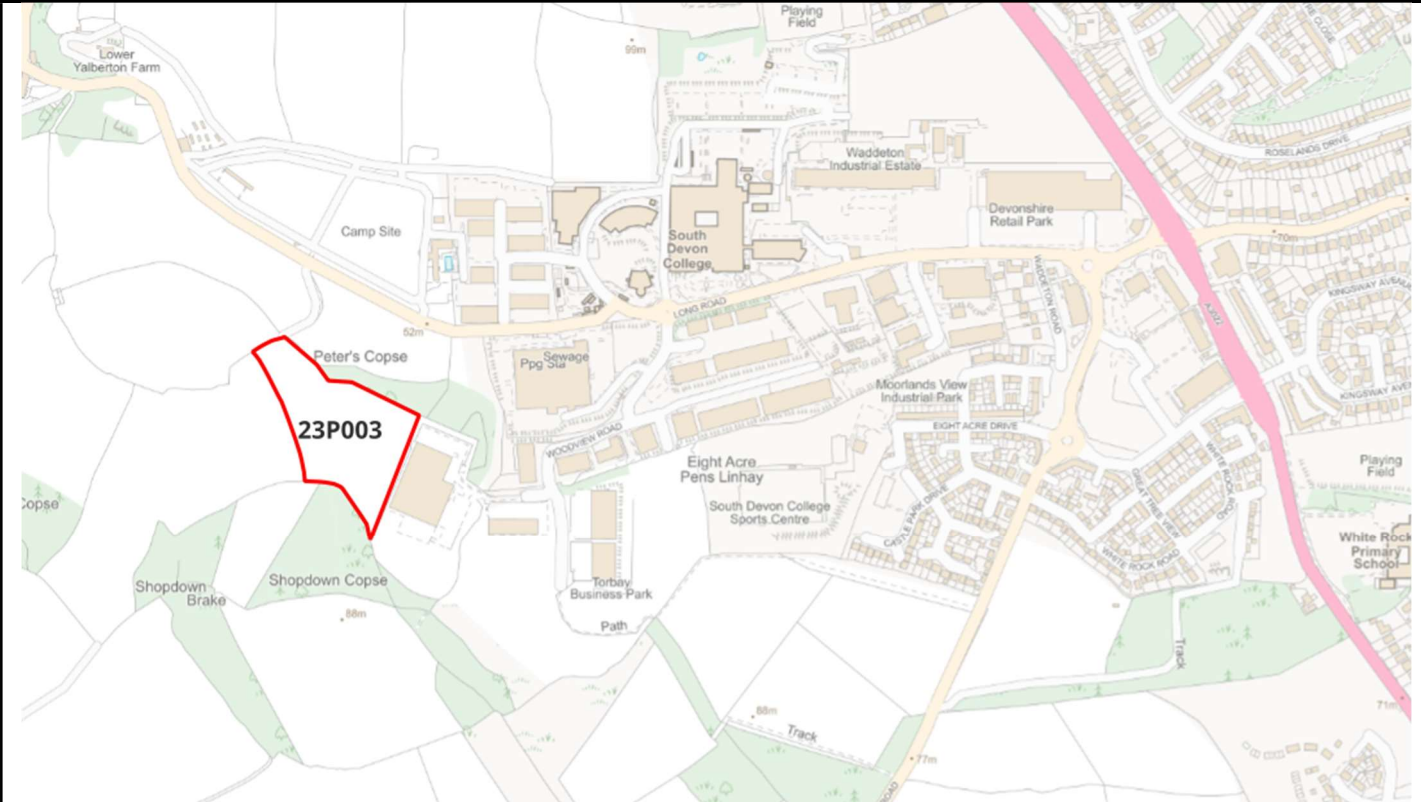 Playing
Field
99m
Lower
Yalberton Farm
ROSELANDS DRIVE
Waddeton
Industrial Estate
Devonshire
Retail Park
Camp Site
South
Devon
College
70m
KINGSWAY AVENUE
LONG ROAD
WADDETON ROAD
A3022
52m
Peter's Copse
Sewage
Ppg Sta
Moorlands View
Industrial Park
KINGSWAY AVEN
23P003
EIGHT ACRE DRIVE
WOODVIEW ROAD
WHITE ROCK ROAD
Eight Acre
Pens Linhay
Playing
Field
GREAT TREE VIEW
Copse
South Devon College
Sports Centre
CASTLE PARK DRIVE
White Rock
Primary
School
WHITE ROCK ROAD
Shopdown Copse
Shopdown
Brake
Torbay
Business Park
88m
Path
Track
88m
Track
71m
77m
ROAD